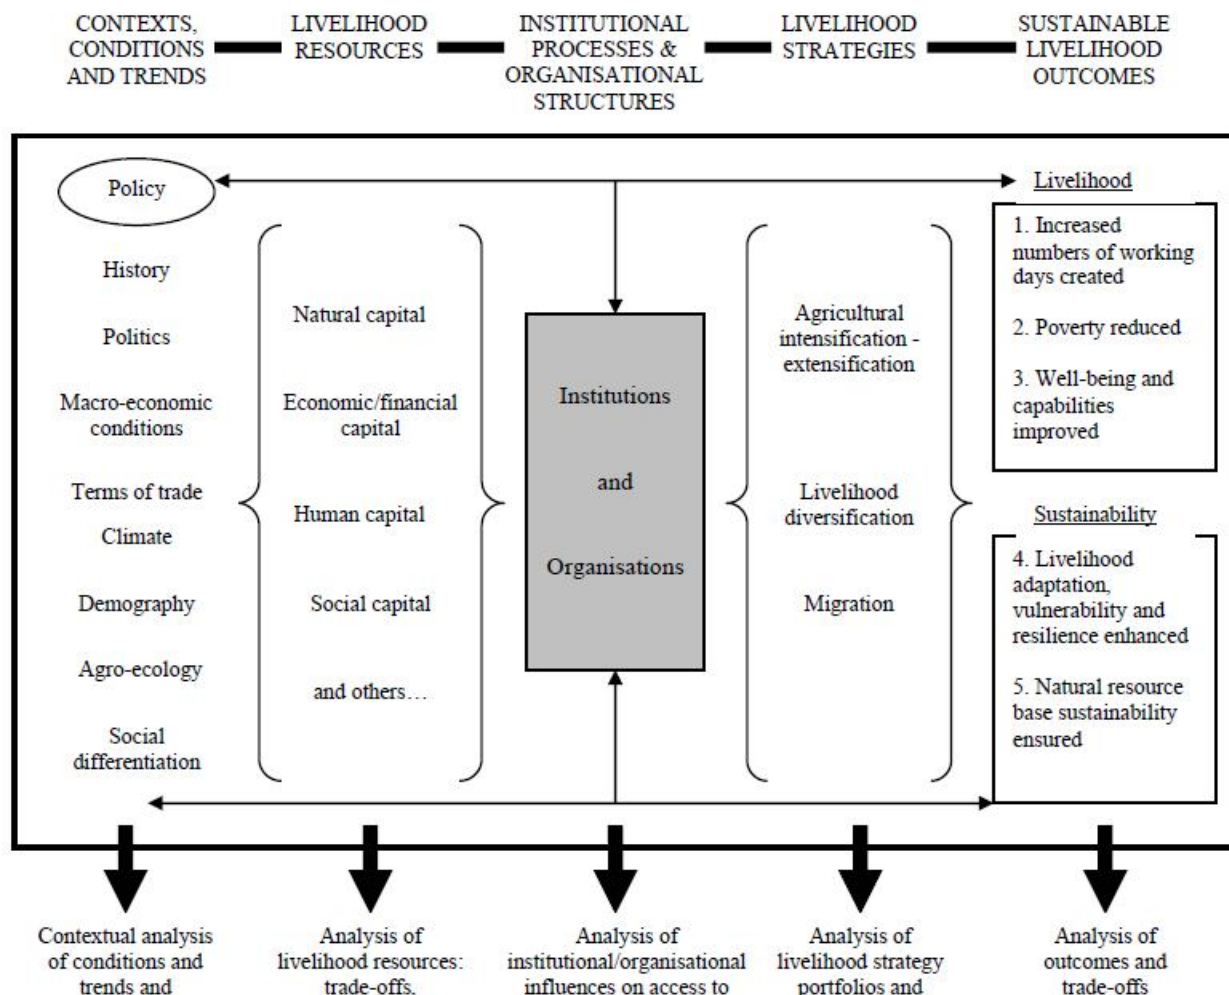 CONTEXTS,
CONDITIONS
AND TRENDS
LIVELIHOOD
RESOURCES
INSTITUTIONAL
PROCESSES &
ORGANISATIONAL
STRUCTURES
LIVELIHOOD
STRATEGIES
SUSTAINABLE
LIVELIHOOD
OUTCOMES
Policy
History
Politics
Macro-economic
conditions
Terms of trade
Climate
Demography
Agro-ecology
Social
differentiation
Natural capital
Economic/financial
capital
Human capital
Social capital
and others…
Institutions
and
Organisations
Agricultural
intensification -
extensification
Livelihood
diversification
Migration
Livelihood
1. Increased
numbers of working
days created
2. Poverty reduced
3. Well-being and
capabilities
improved
Sustainability
4. Livelihood
adaptation,
vulnerability and
resilience enhanced
5. Natural resource
base sustainability
ensured
Contextual analysis
of conditions and
trends and
Analysis of
livelihood resources:
trade-offs,
Analysis of
institutional/organisational
influences on access to
Analysis of
livelihood strategy
portfolios and
Analysis of
outcomes and
trade-offs